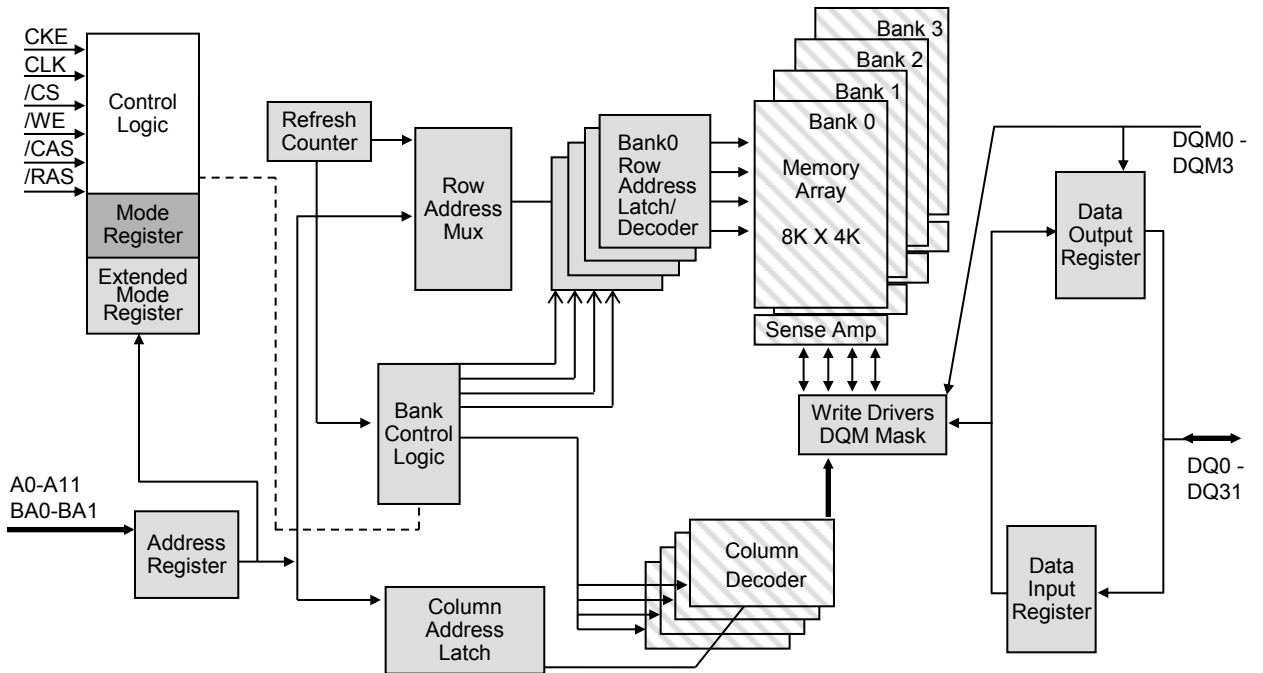 CKE
CLK
/CS
/WE
/CAS
/RAS
Control
Logic
Mode
Register
Extended
Mode
Register
Refresh
Counter
Row
Address
Mux
Bank0
Row
Address
Latch/
Decoder
Bank 3
Bank 2
Bank 1
Bank 0
Memory
Array
8K X 4K
Sense Amp
DQM0 -
DQM3
Data
Output
Register
Bank
Control
Logic
Write Drivers
DQM Mask
DQ0 -
DQ31
A0-A11
BA0-BA1
Address
Register
Column
Address
Latch
Column
Decoder
Data
Input
Register